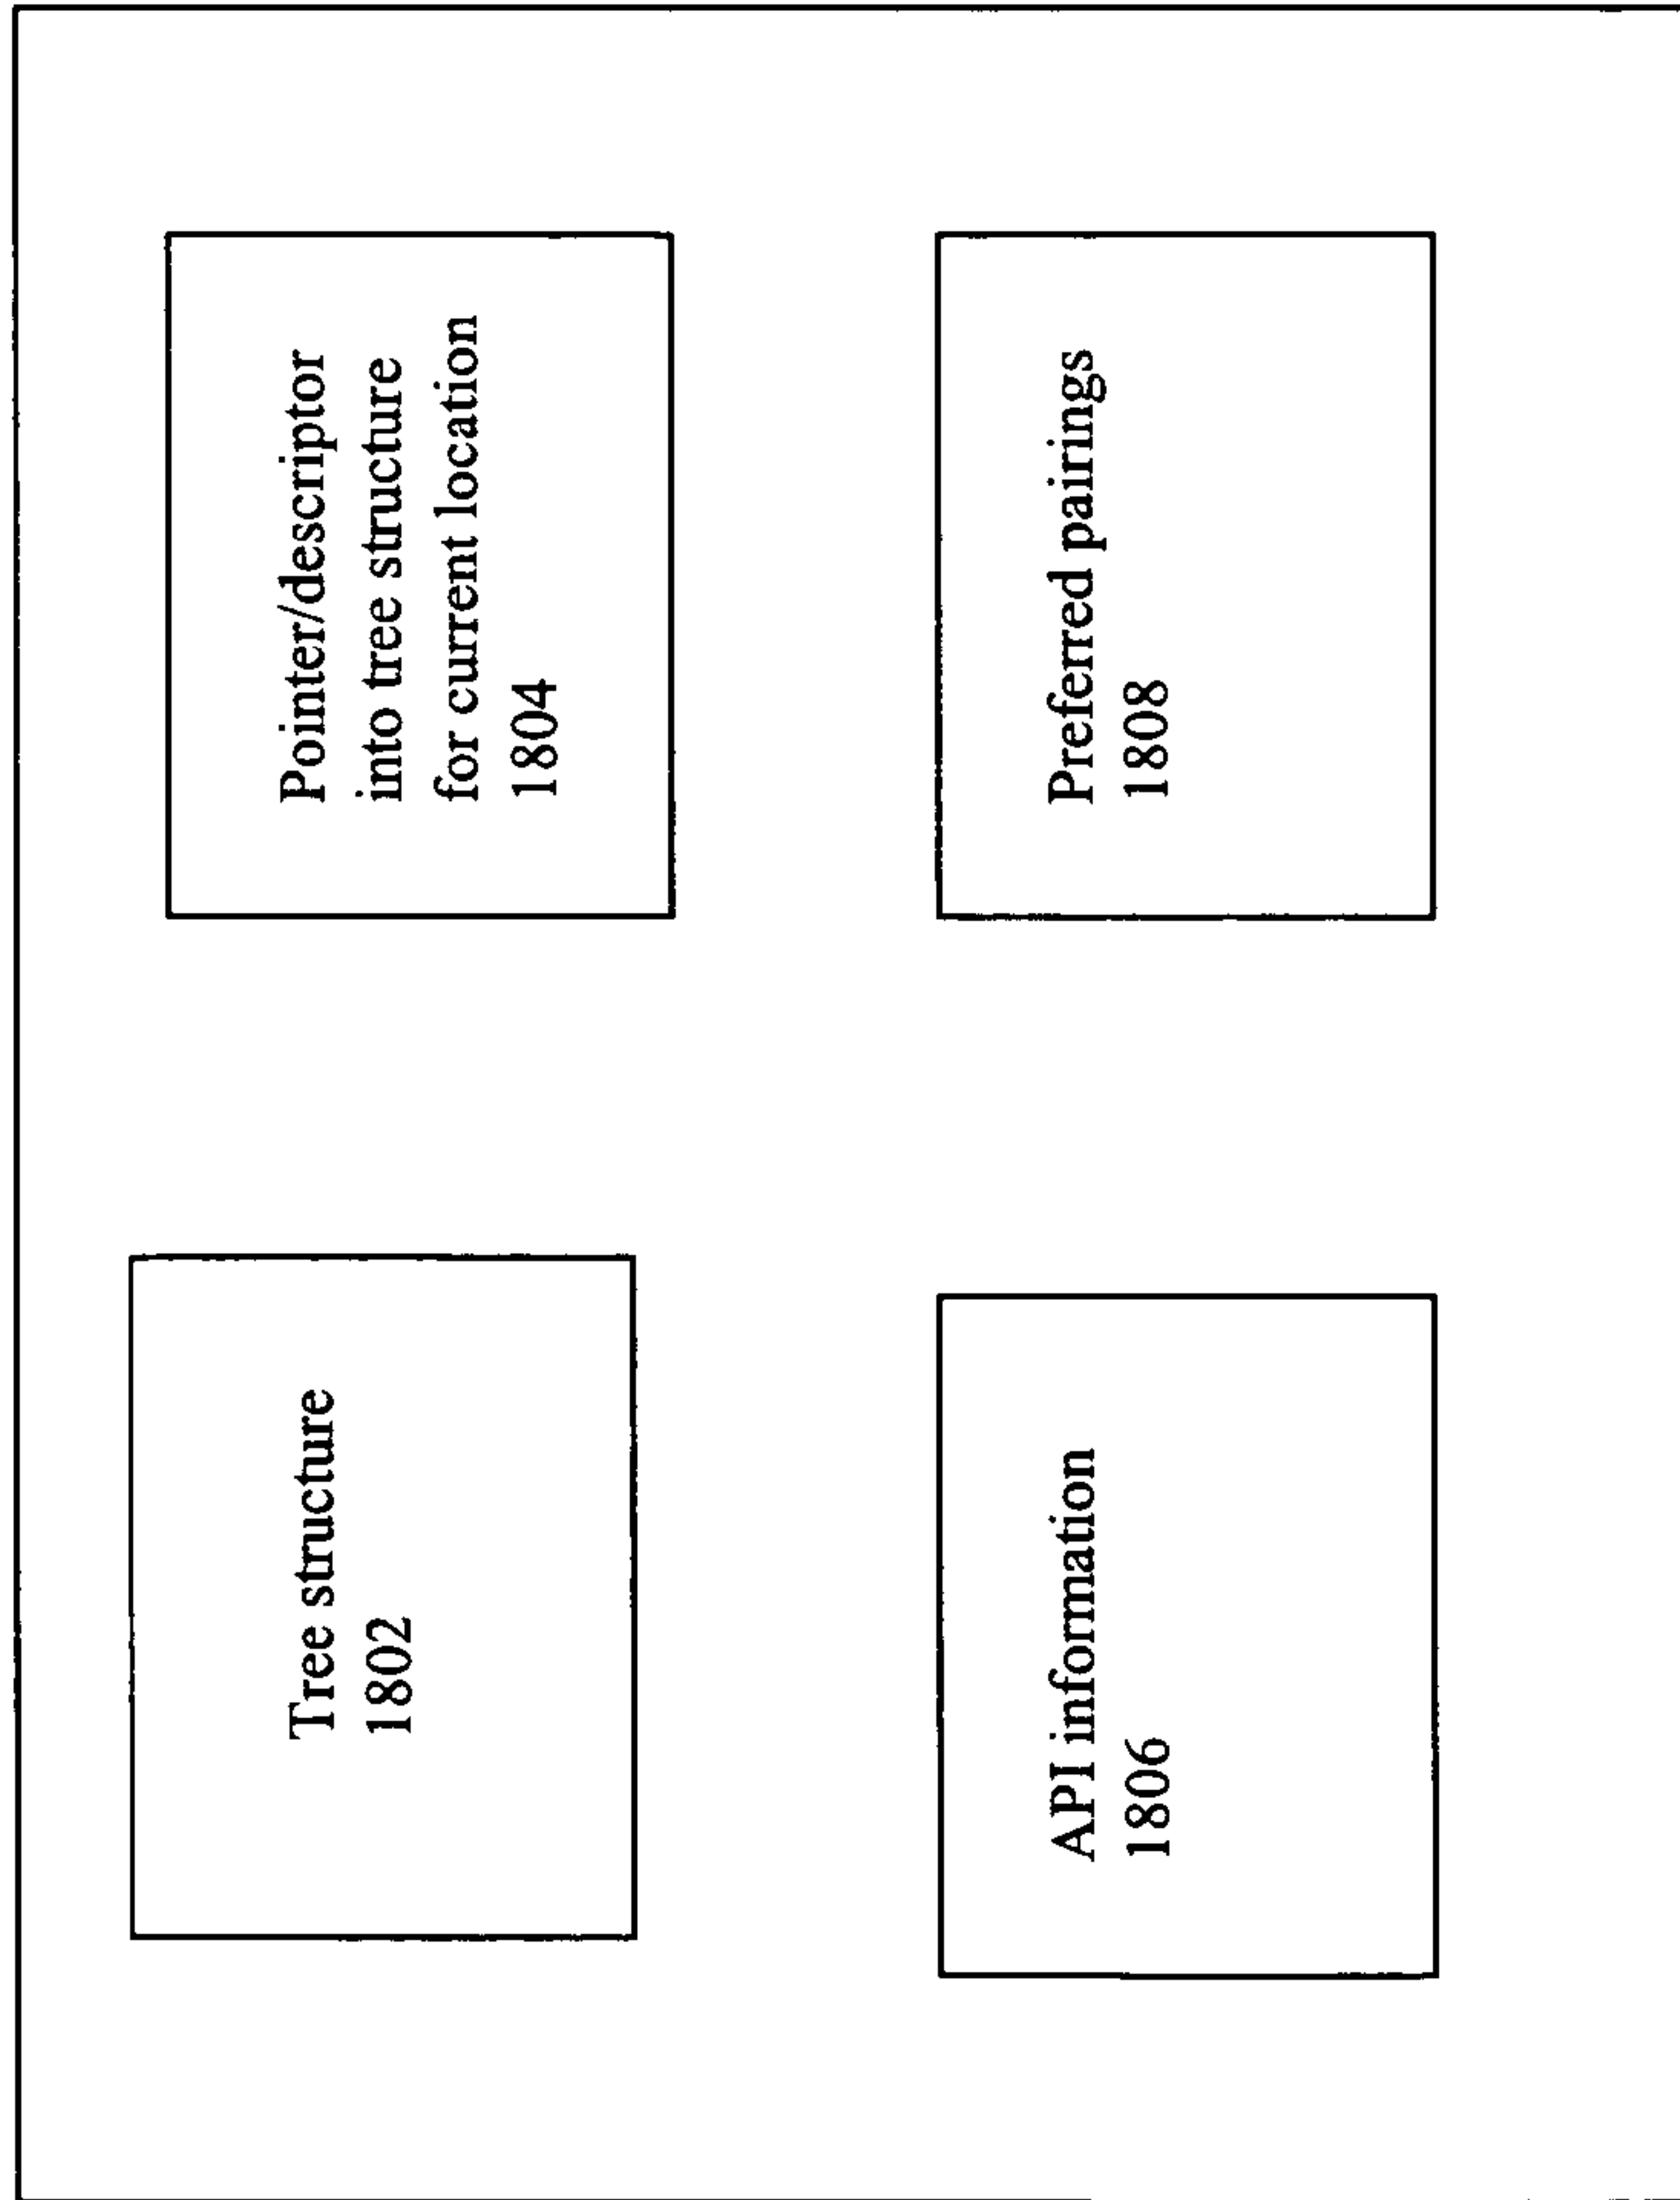 Tree structure
1802
Pointer/descriptor
into tree structure
for current location
1804
API information
1806
Preferred pairings
1808